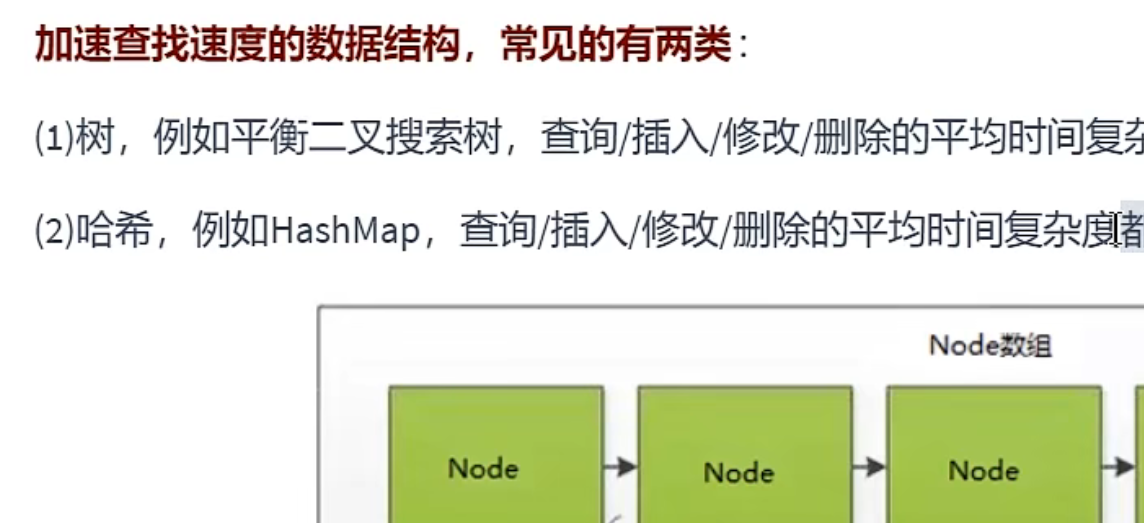 加速查找速度的数据结构，常见的有两类：
(1)树，例如平衡二叉搜索树，查询/插入/修改/删除的平均时间复杂
(2)哈希，例如HashMap，查询/插入/修改/删除的平均时间复杂度都
Node数组
Node Node Node